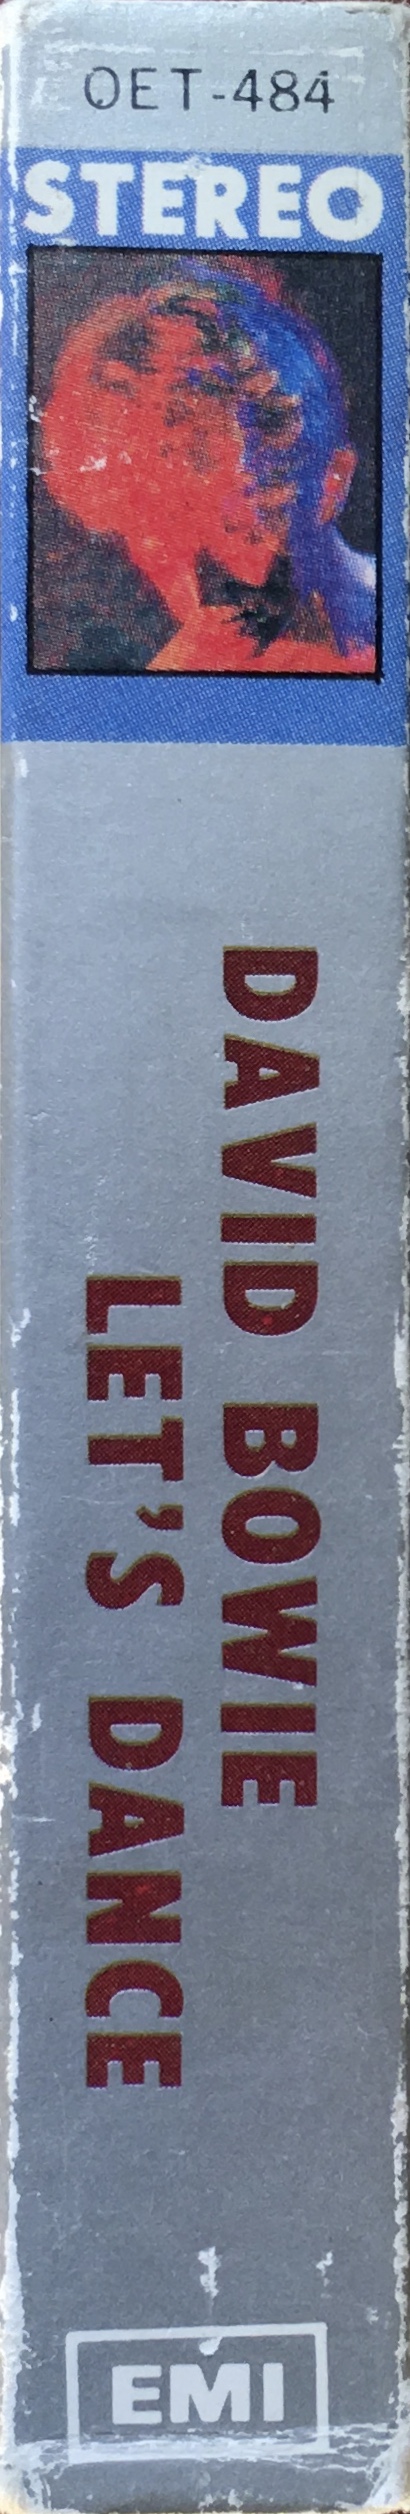 OET-484
STEREO
DAVID BOWIE
LET'S DANCE
EMI